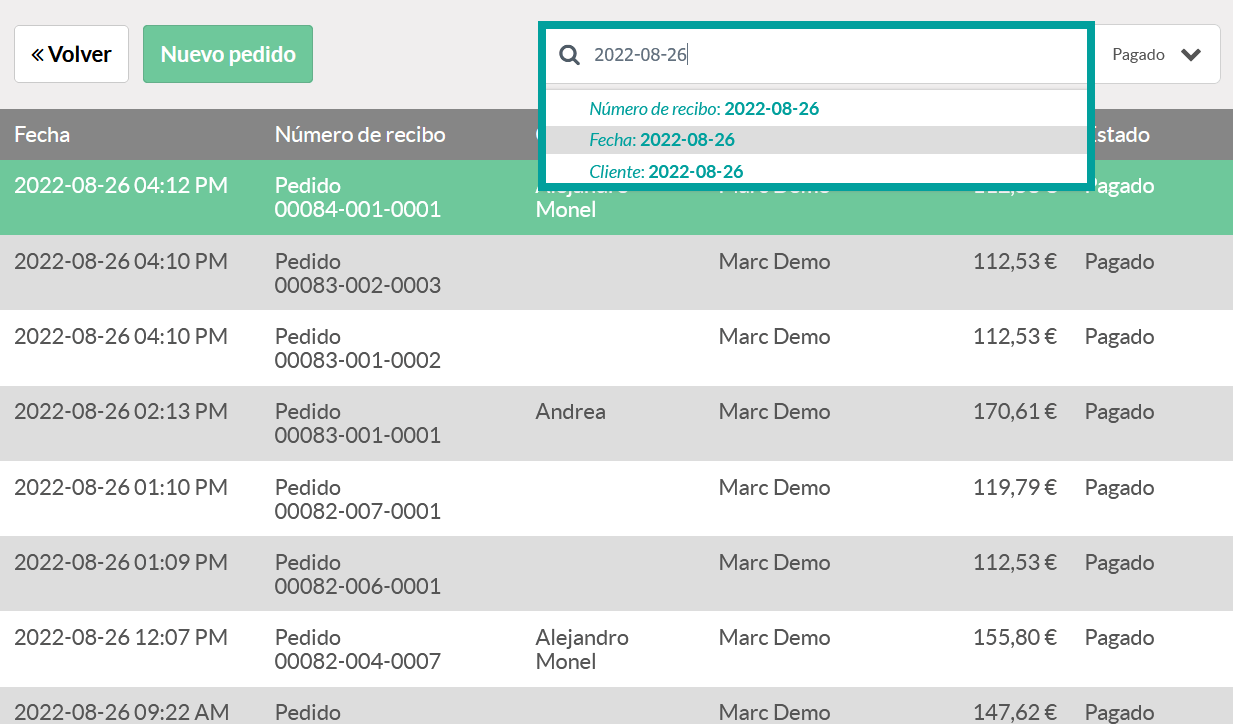 « Volver
Nuevo pedido
2022-08-26
Pagado
Número de recibo: 2022-08-26
Fecha: 2022-08-26
Cliente: 2022-08-26
Fecha Número de recibo Estado
2022-08-26 04:12 PM Pedido Alejandro Marc Demo Pagado
00084-001-0001 Monel
2022-08-26 04:10 PM Pedido Marc Demo 112,53 € Pagado
00083-002-0003
2022-08-26 04:10 PM Pedido Marc Demo 112,53 € Pagado
00083-001-0002
2022-08-26 02:13 PM Pedido Andrea Marc Demo 170,61 € Pagado
00083-001-0001
2022-08-26 01:10 PM Pedido Marc Demo 119,79 € Pagado
00082-007-0001
2022-08-26 01:09 PM Pedido Marc Demo 112,53 € Pagado
00082-006-0001
2022-08-26 12:07 PM Pedido Alejandro Marc Demo 155,80 € Pagado
00082-004-0007 Monel
2022-08-26 09:22 AM Pedido Marc Demo 147,62 € Pagado